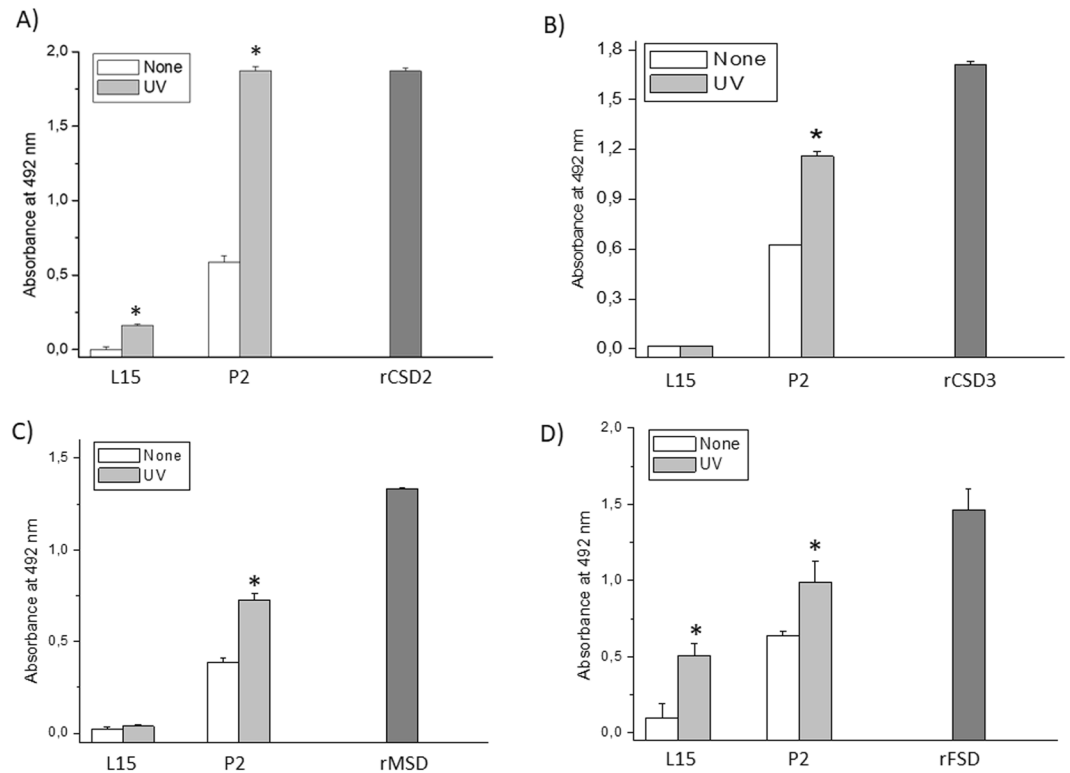 A)
None
UV
Absorbance at 492 nm
2,0
1,5
1,0
0,5
0,0
*
*
L15 P2 rCSD2
B)
None
UV
Absorbance at 492 nm
1,8
1,5
1,2
0,9
0,6
0,3
0,0
*
L15 P2 rCSD3
C)
None
UV
Absorbance at 492 nm
1,5
1,0
0,5
0,0
*
L15 P2 rMSD
D)
None
UV
Absorbance at 492 nm
2,0
1,5
1,0
0,5
0,0
*
*
L15 P2 rFSD